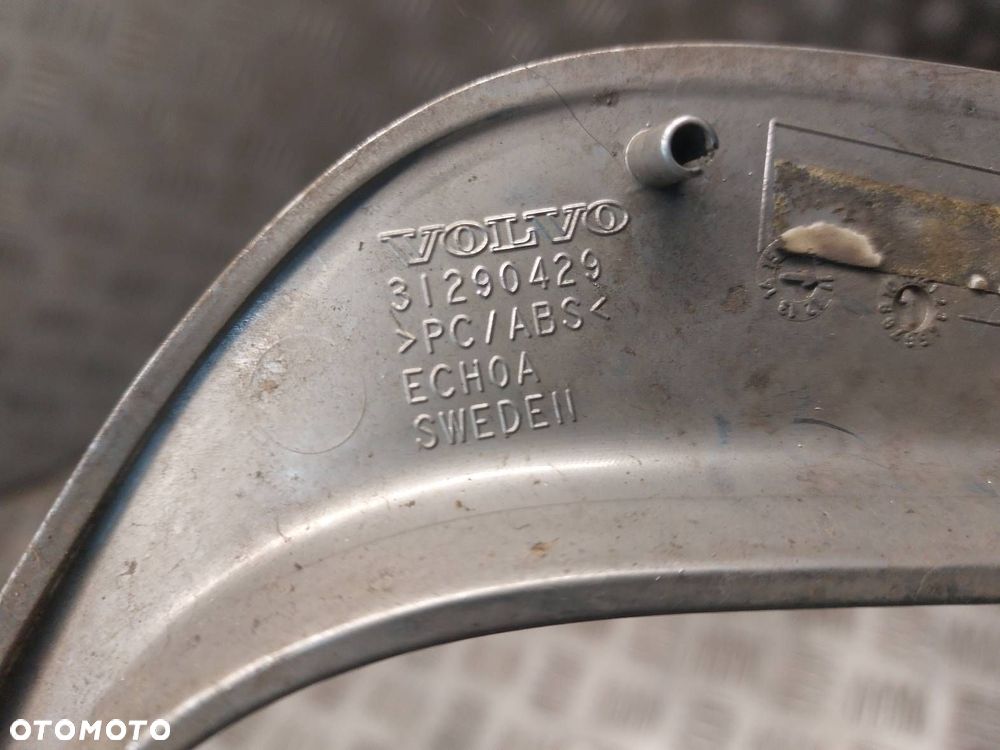 VOLVO
31290429
>PC/ABS<
ECHOA
SWEDEN
OTOMOTO